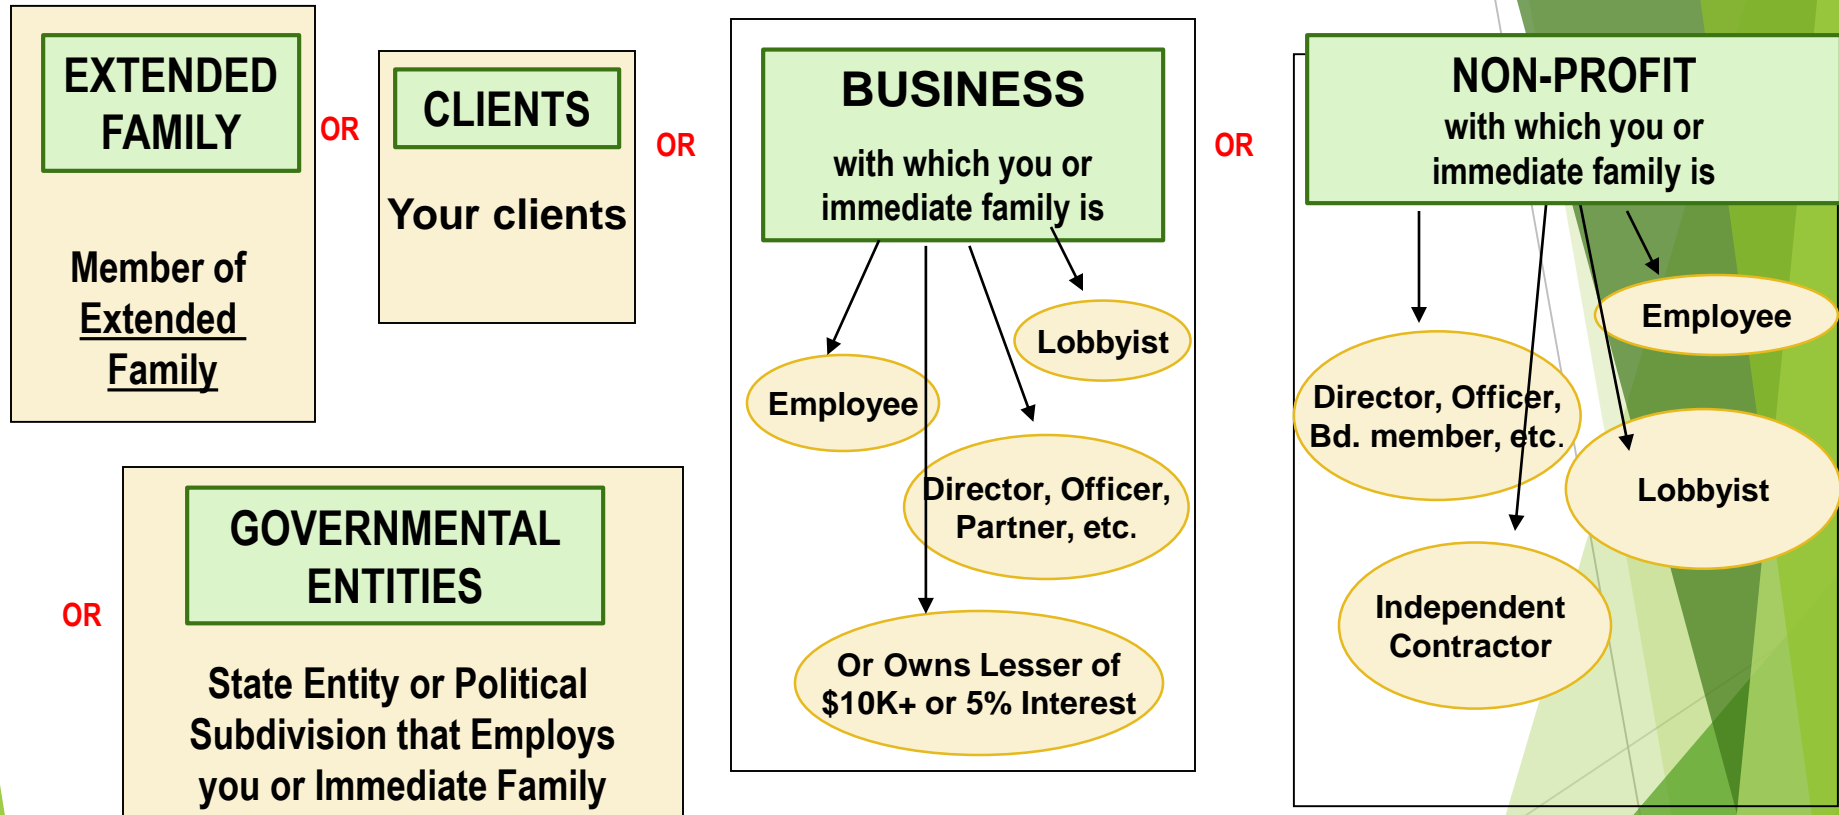 EXTENDED
FAMILY
Member of
Extended
Family
OR
CLIENTS
Your clients
OR
BUSINESS
with which you or
immediate family is
Employee
Lobbyist
Director, Officer,
Partner, etc.
Or Owns Lesser of
$10K+ or 5% Interest
OR
NON-PROFIT
with which you or
immediate family is
Director, Officer,
Bd. member, etc.
Employee
Lobbyist
Independent
Contractor
OR
GOVERNMENTAL
ENTITIES
State Entity or Political
Subdivision that Employs
you or Immediate Family